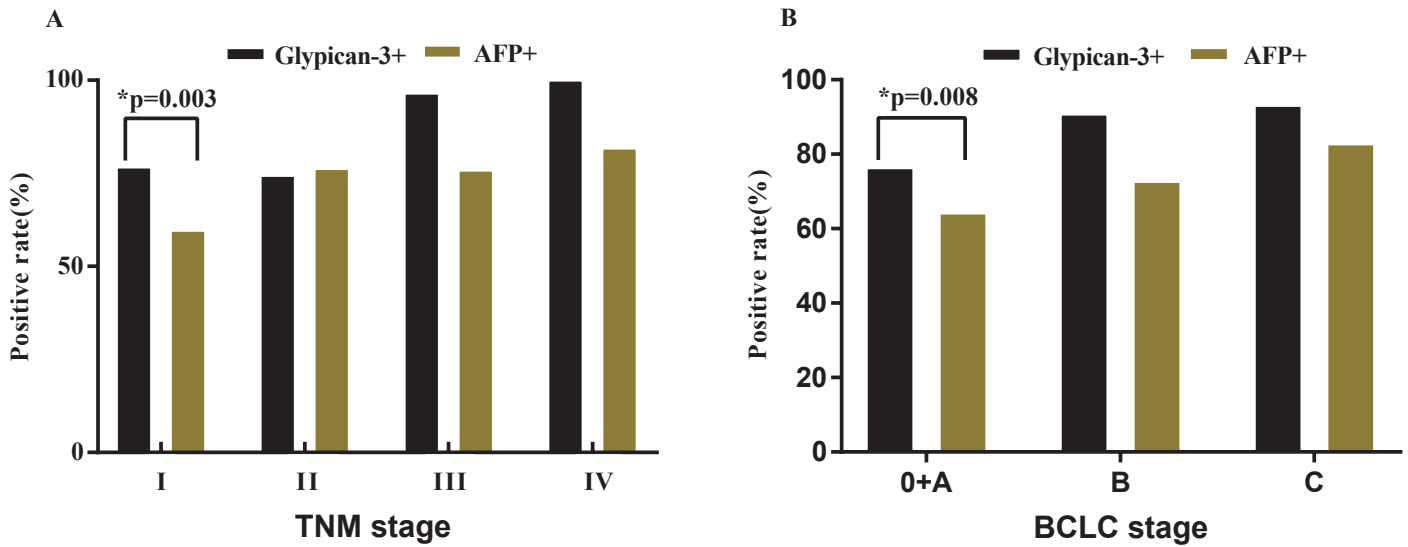 A
Glypican-3+ AFP+
100
*p=0.003
50
0
Positive rate(%)
I II III IV
TNM stage
B
Glypican-3+ AFP+
100
*p=0.008
80
60
40
20
0
Positive rate(%)
0+A B C
BCLC stage